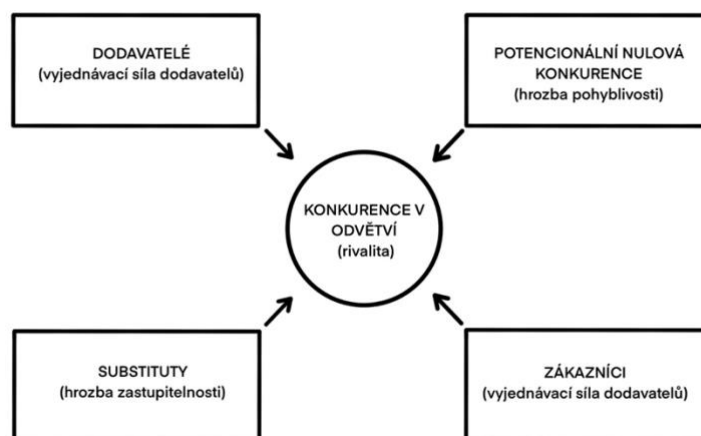 DODAVATELÉ
(vyjednávací síla dodavatelů)
POTENCIONÁLNÍ NULOVÁ
KONKURENCE
(hrozba pohyblivosti)
KONKURENCE V
ODVĚTVÍ
(rivalita)
SUBSTITUTY
(hrozba zastupitelnosti)
ZÁKAZNÍCI
(vyjednávací síla dodavatelů)